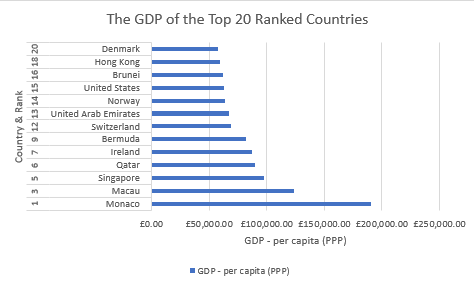 The GDP of the Top 20 Ranked Countries
Country & Rank
20 Denmark
18 Hong Kong
16 Brunei
15 United States
14 Norway
13 United Arab Emirates
12 Switzerland
9 Bermuda
7 Ireland
6 Qatar
5 Singapore
3 Macau
1 Monaco
£0.00 £50,000.00 £100,000.00 £150,000.00 £200,000.00 £250,000.00
GDP - per capita (PPP)
GDP - per capita (PPP)